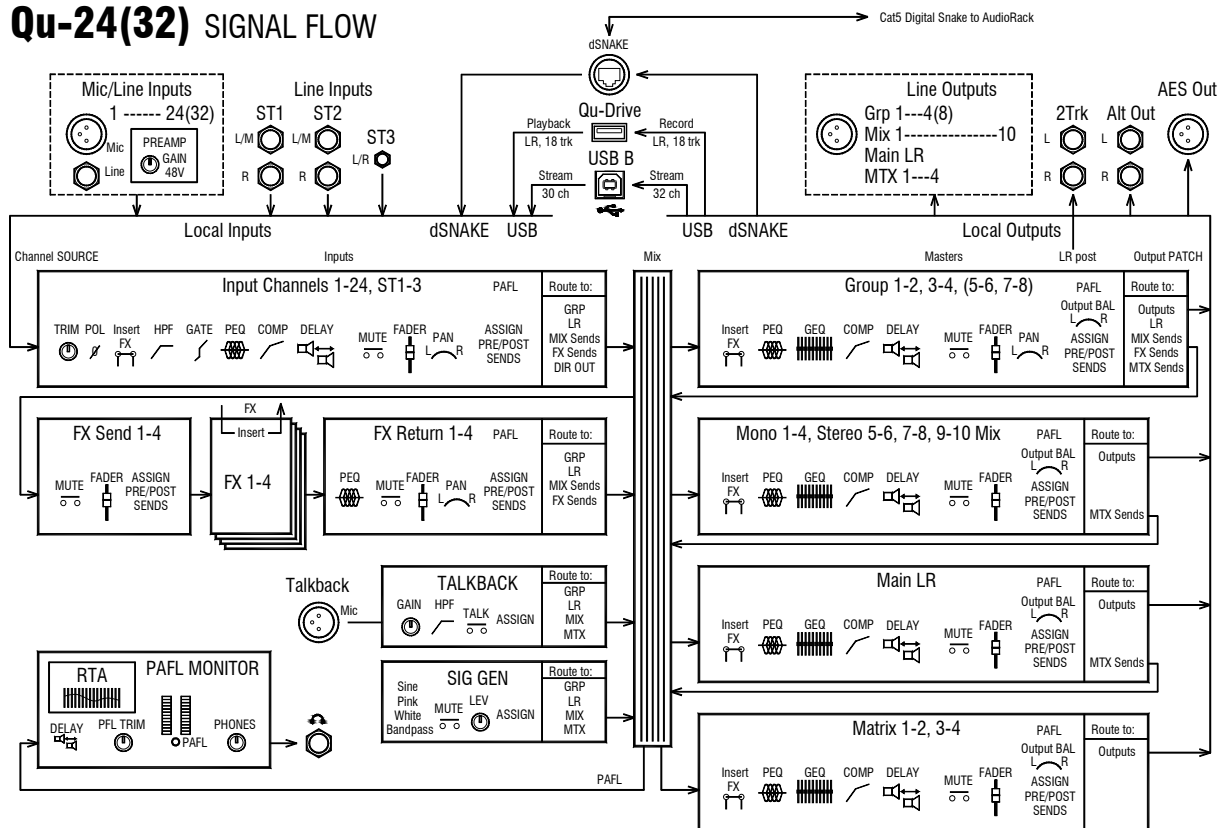 Qu-24(32) SIGNAL FLOW
Cat5 Digital Snake to AudioRack
dSNAKE
Mic/Line Inputs
1 ------ 24(32)
Mic
Line
PREAMP
GAIN
48V
Line Inputs
ST1
ST2
ST3
L/M
L/M
L/R
R
R
Qu-Drive
Playback
LR, 18 trk
Record
LR, 18 trk
USB B
Stream
30 ch
Stream
32 ch
Line Outputs
Grp 1---4(8)
Mix 1---------------10
Main LR
MTX 1---4
2Trk
Alt Out
AES Out
L
L
R
R
Local Inputs
dSNAKE
USB
USB
dSNAKE
Local Outputs
Channel SOURCE
Inputs
Mix
Masters
LR post
Output PATCH
Input Channels 1-24, ST1-3
PAFL
Route to:
TRIM
POL
Insert
FX
HPF
GATE
PEQ
COMP
DELAY
MUTE
FADER
PAN
L
R
ASSIGN
PRE/POST
SENDS
GRP
LR
MIX Sends
FX Sends
DIR OUT
Group 1-2, 3-4, (5-6, 7-8)
PAFL
Output BAL
L
R
Route to:
Insert
FX
PEQ
GEQ
COMP
DELAY
MUTE
FADER
PAN
L
R
ASSIGN
PRE/POST
SENDS
Outputs
LR
MIX Sends
FX Sends
MTX Sends
FX Send 1-4
MUTE
FADER
ASSIGN
PRE/POST
SENDS
FX
Insert
FX 1-4
FX Return 1-4
PAFL
Route to:
PEQ
MUTE
FADER
PAN
L
R
ASSIGN
PRE/POST
SENDS
GRP
LR
MIX Sends
FX Sends
Mono 1-4, Stereo 5-6, 7-8, 9-10 Mix
PAFL
Output BAL
L
R
Route to:
Insert
FX
PEQ
GEQ
COMP
DELAY
MUTE
FADER
ASSIGN
PRE/POST
SENDS
Outputs
MTX Sends
Talkback
Mic
TALKBACK
Route to:
GAIN
HPF
TALK
ASSIGN
GRP
LR
MIX
MTX
Main LR
PAFL
Output BAL
L
R
Route to:
Insert
FX
PEQ
GEQ
COMP
DELAY
MUTE
FADER
ASSIGN
PRE/POST
SENDS
Outputs
MTX Sends
RTA
PAFL MONITOR
DELAY
PFL TRIM
PAFL
PHONES
SIG GEN
Route to:
Sine
Pink
White
Bandpass
MUTE
LEV
ASSIGN
GRP
LR
MIX
MTX
PAFL
Matrix 1-2, 3-4
PAFL
Output BAL
L
R
Route to:
Insert
FX
PEQ
GEQ
COMP
DELAY
MUTE
FADER
ASSIGN
PRE/POST
SENDS
Outputs